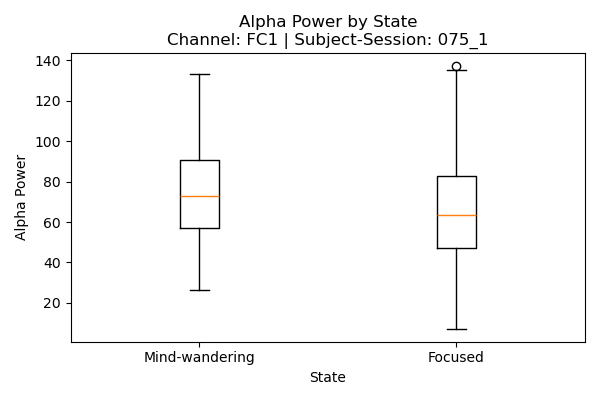 Alpha Power by State
Channel: FC1 | Subject-Session: 075_1
Alpha Power
140
120
100
80
60
40
20
Mind-wandering
Focused
State